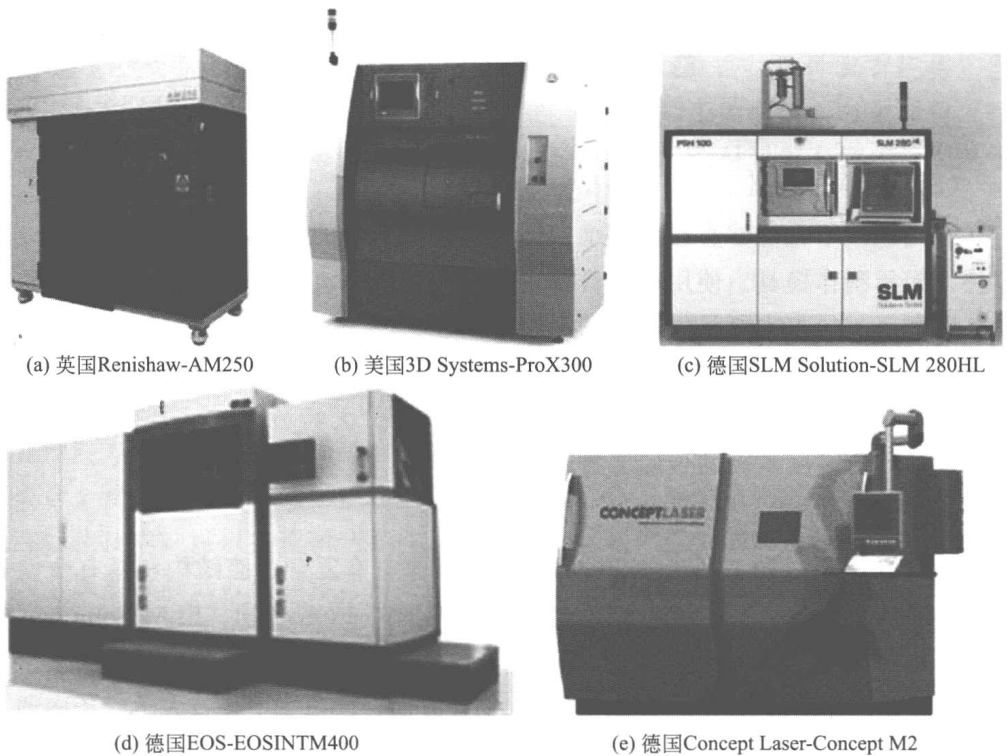 AM250
(a) 英国Renishaw-AM250
(b) 美国3D Systems-ProX300
PSH 100
SLM 280 HL
SLM
(c) 德国SLM Solution-SLM 280HL
(d) 德国EOS-EOSINTM400
CONCEPTLASER
(e) 德国Concept Laser-Concept M2